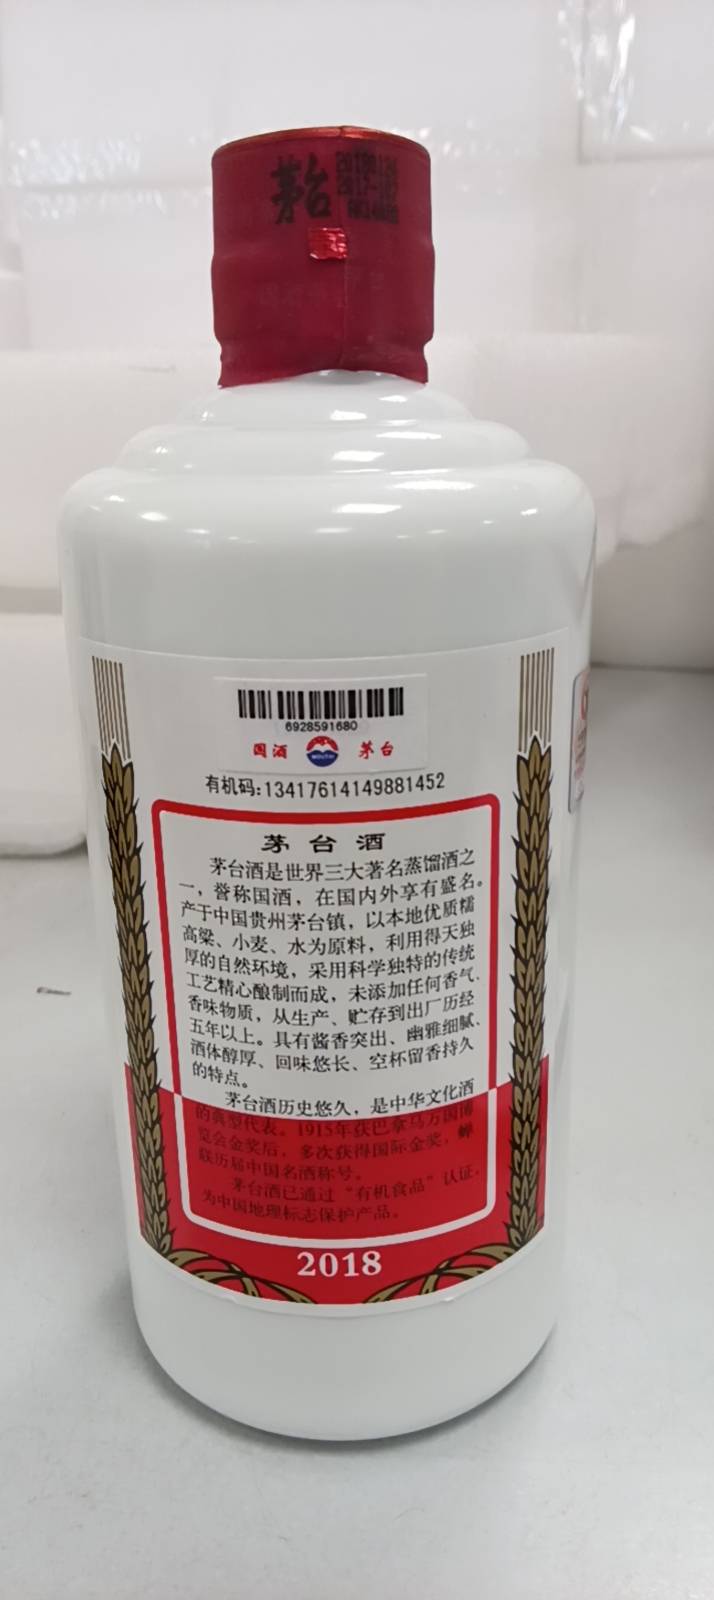 茅台
6928591680
国酒 MOUTAI 茅台
有机码:13417614149881452
茅台酒
茅台酒是世界三大著名蒸馏酒之
一，誉称国酒，在国内外享有盛名。
产于中国贵州茅台镇，以本地优质糯
高粱、小麦、水为原料，利用得天独
厚的自然环境，采用科学独特的传统
工艺精心酿制而成，未添加任何香气、
香味物质，从生产、贮存到出厂历经
五年以上。具有酱香突出、幽雅细腻、
酒体醇厚、回味悠长、空杯留香持久
的特点。
茅台酒历史悠久，是中华文化酒
的典型代表。1915年获巴拿马万国博
览会金奖后，多次获得国际金奖，蝉
联历届中国名酒称号。
茅台酒已通过“有机食品”认证，
为中国地理标志保护产品。
2018